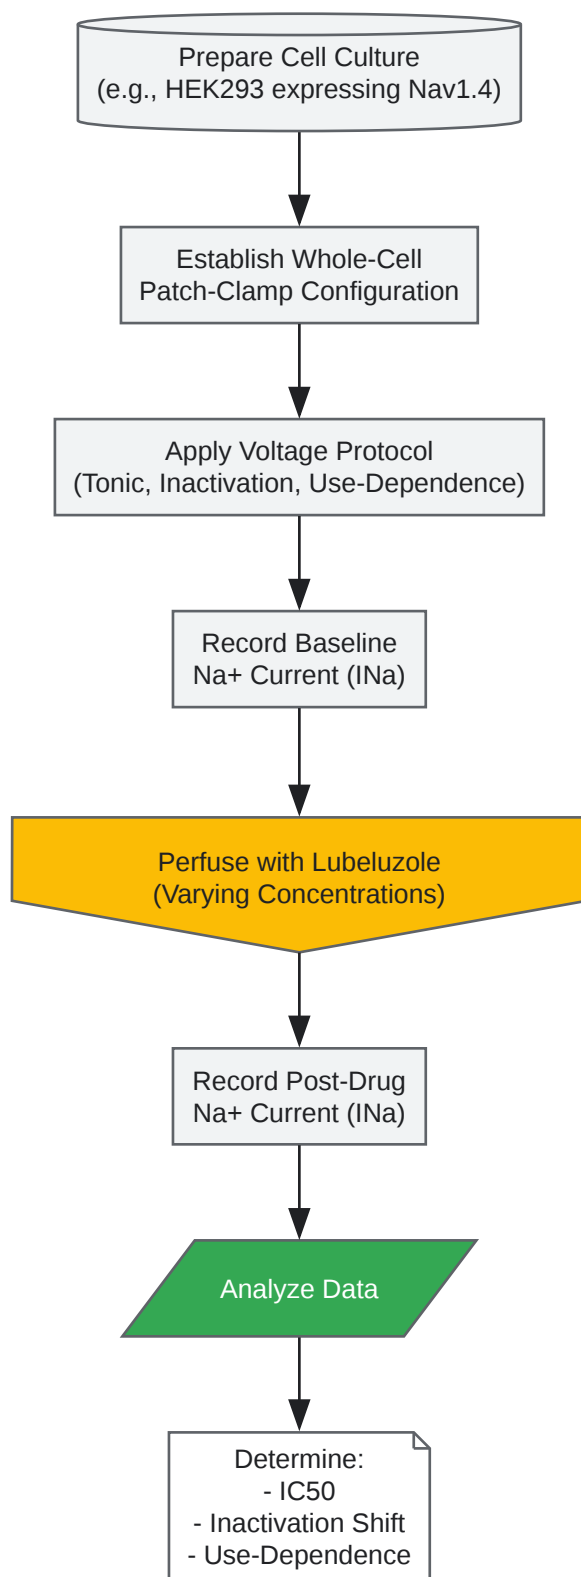 Prepare Cell Culture
(e.g., HEK293 expressing Nav1.4)
Establish Whole-Cell
Patch-Clamp Configuration
Apply Voltage Protocol
(Tonic, Inactivation, Use-Dependence)
Record Baseline
Na+ Current (INa)
Perfuse with Lubeluzole
(Varying Concentrations)
Record Post-Drug
Na+ Current (INa)
Analyze Data
Determine:
- IC50
- Inactivation Shift
- Use-Dependence